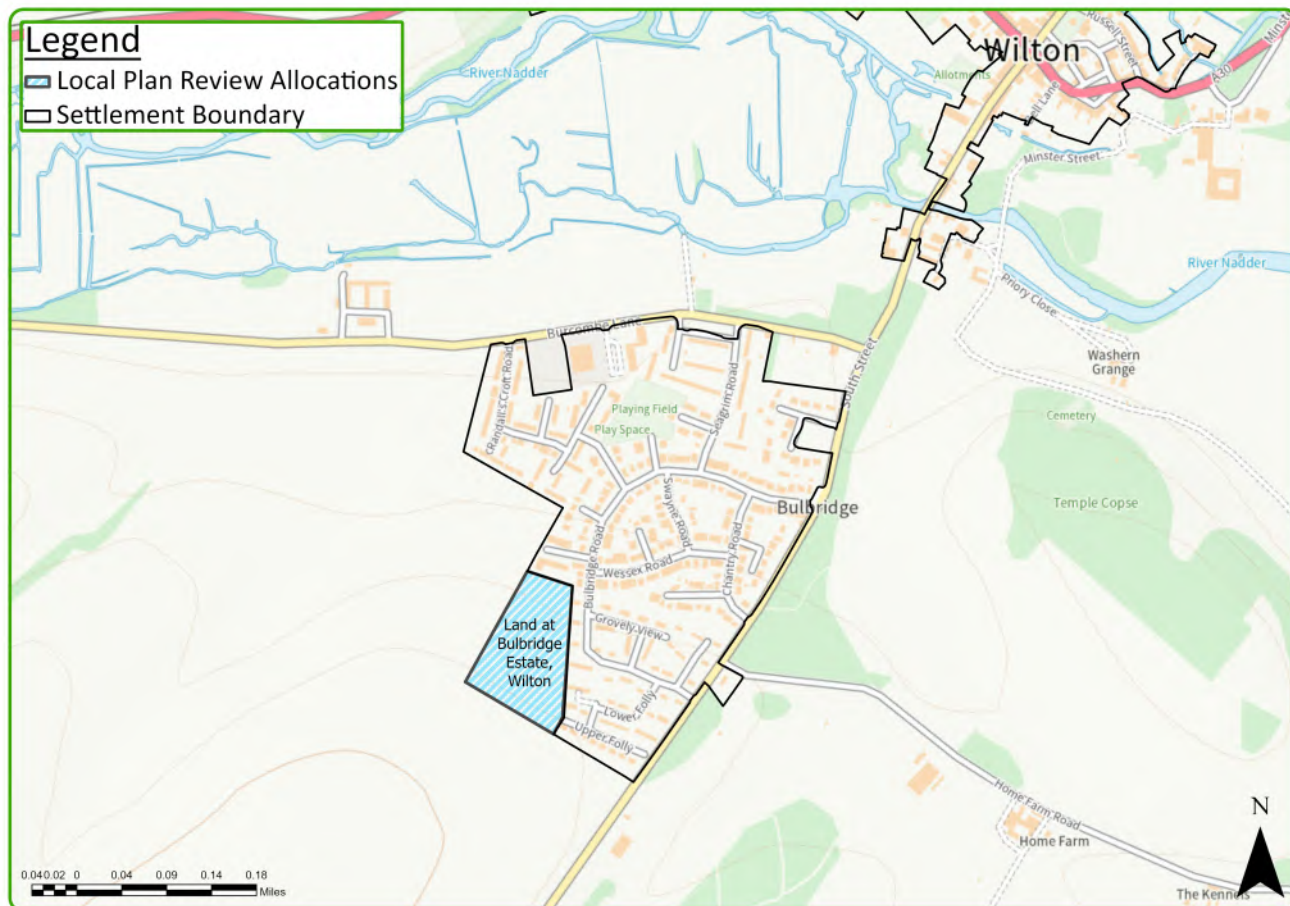 Legend
Local Plan Review Allocations
Settlement Boundary
River Nadder
Wilton
Russell Street
Allotments
A30
Minster Street
River Nadder
Priory Close
Washern
Grange
Cemetery
Burcombe Lane
South Street
Randall's Croft Road
Seagrim Road
Playing Field
Play Space
Bulbridge
Temple Copse
Swayne Road
Chantry Road
Wessex Road
Bulbridge Road
Grovely View
Land at
Bulbridge
Estate,
Wilton
Lower Folly
Upper Folly
Home Farm Road
Home Farm
The Kennels
N
0.04 0.02 0 0.04 0.09 0.14 0.18
Miles